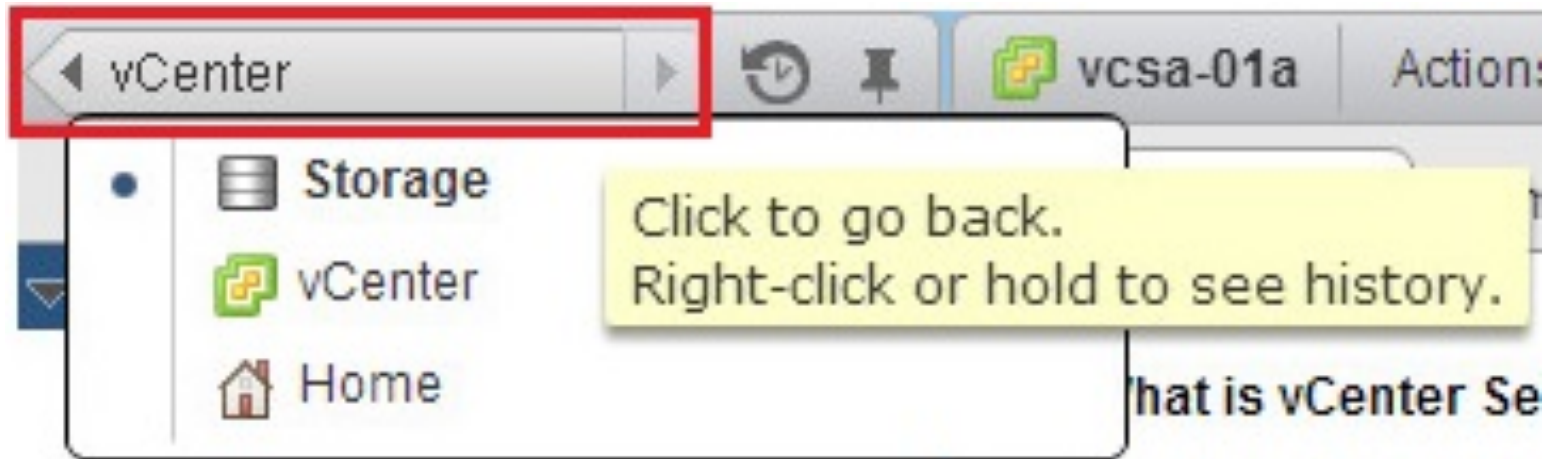 vCenter
vcsa-01a
Actions
Storage
Click to go back.
vCenter
Right-click or hold to see history.
Home
hat is vCenter Se